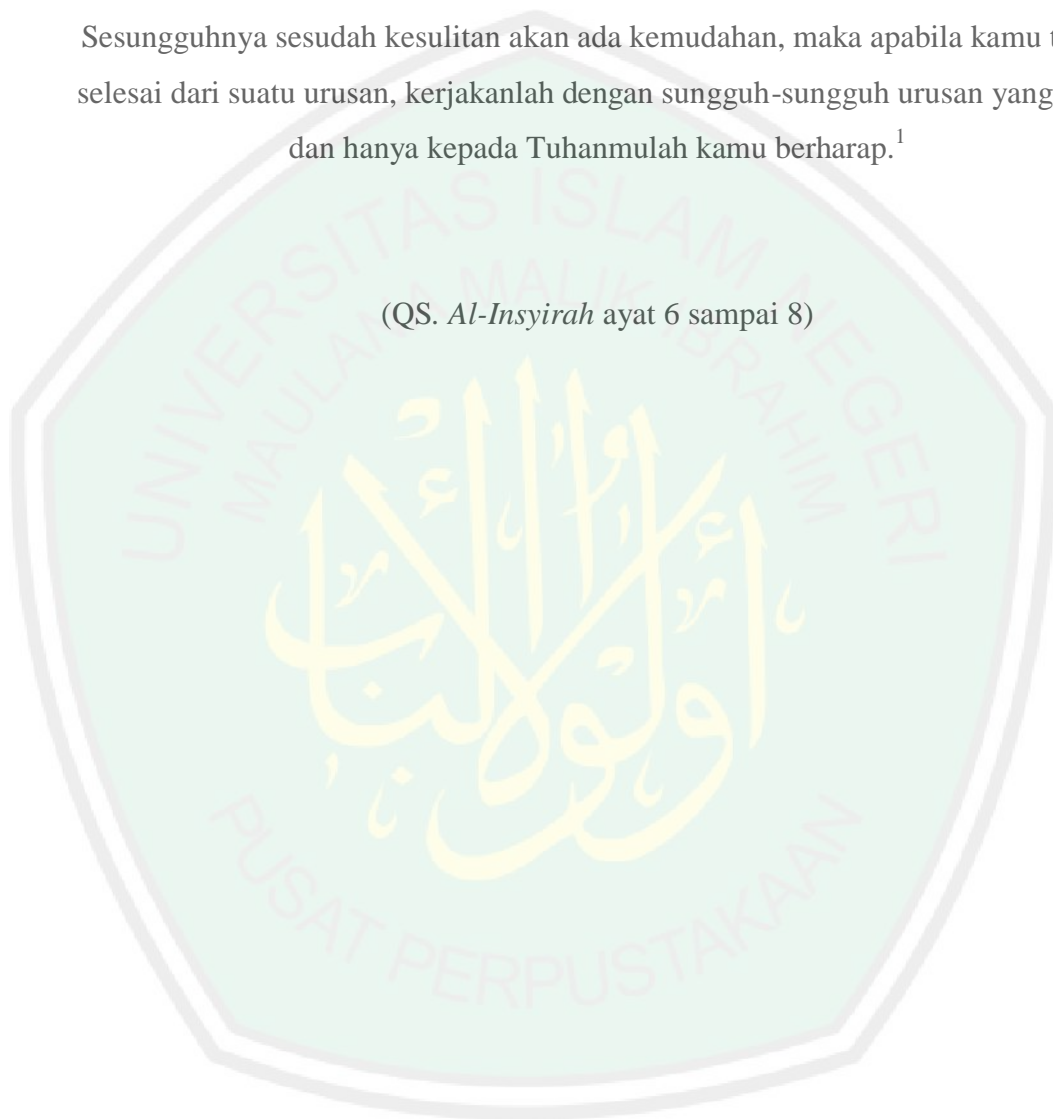 Sesungguhnya sesudah kesulitan akan ada kemudahan, maka apabila kamu
selesai dari suatu urusan, kerjakanlah dengan sungguh-sungguh urusan yang
dan hanya kepada Tuhanmulah kamu berharap.¹
(QS. Al-Insyirah ayat 6 sampai 8)
UNIVERSITAS ISLAM NEGERI
MAULANA MALIK IBRAHIM
أولوا الألباب
PUSAT PERPUSTAKAAN